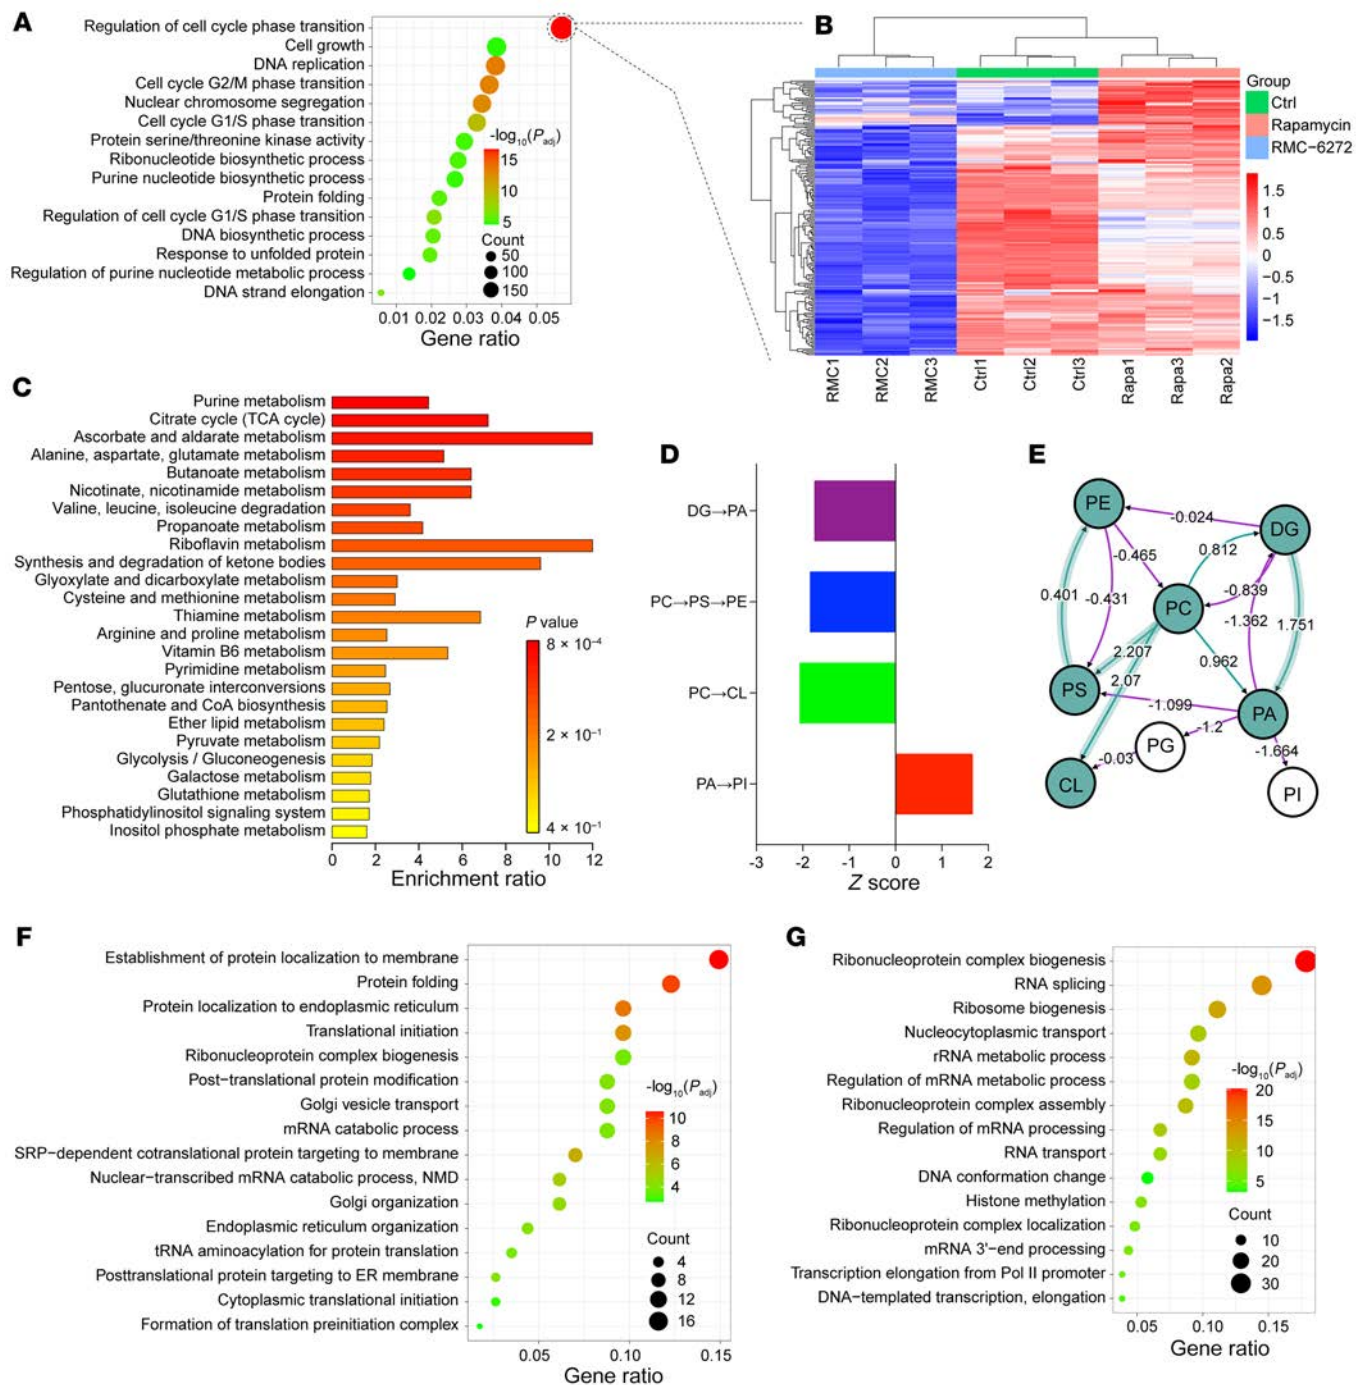 A
Regulation of cell cycle phase transition
Cell growth
DNA replication
Cell cycle G2/M phase transition
Nuclear chromosome segregation
Cell cycle G1/S phase transition
Protein serine/threonine kinase activity
Ribonucleotide biosynthetic process
Purine nucleotide biosynthetic process
Protein folding
Regulation of cell cycle G1/S phase transition
DNA biosynthetic process
Response to unfolded protein
Regulation of purine nucleotide metabolic process
DNA strand elongation
-log10(Padj)
15
10
5
Count
50
100
150
0.01 0.02 0.03 0.04 0.05
Gene ratio
B
Group
Ctrl
Rapamycin
RMC-6272
1.5
1
0.5
0
−0.5
−1
−1.5
RMC1 RMC2 RMC3 Ctrl1 Ctrl2 Ctrl3 Rapa1 Rapa3 Rapa2
C
Purine metabolism
Citrate cycle (TCA cycle)
Ascorbate and aldarate metabolism
Alanine, aspartate, glutamate metabolism
Butanoate metabolism
Nicotinate, nicotinamide metabolism
Valine, leucine, isoleucine degradation
Propanoate metabolism
Riboflavin metabolism
Synthesis and degradation of ketone bodies
Glyoxylate and dicarboxylate metabolism
Cysteine and methionine metabolism
Thiamine metabolism
Arginine and proline metabolism
Vitamin B6 metabolism
Pyrimidine metabolism
Pentose, glucuronate interconversions
Pantothenate and CoA biosynthesis
Ether lipid metabolism
Pyruvate metabolism
Glycolysis / Gluconeogenesis
Galactose metabolism
Glutathione metabolism
Phosphatidylinositol signaling system
Inositol phosphate metabolism
P value
8 × 10⁻⁴
2 × 10⁻¹
4 × 10⁻¹
0 2 4 6 8 10 12
Enrichment ratio
D
DG→PA
PC→PS→PE
PC→CL
PA→PI
-3 -2 -1 0 1 2
Z score
E
PE
DG
-0.024
-0.465
0.812
0.401
-0.431
-0.839
PC
-1.362
1.751
2.207
0.962
2.07
PS
-1.099
PA
-1.2
PG
-1.664
-0.03
CL
PI
F
Establishment of protein localization to membrane
Protein folding
Protein localization to endoplasmic reticulum
Translational initiation
Ribonucleoprotein complex biogenesis
Post−translational protein modification
Golgi vesicle transport
mRNA catabolic process
SRP−dependent cotranslational protein targeting to membrane
Nuclear−transcribed mRNA catabolic process, NMD
Golgi organization
Endoplasmic reticulum organization
tRNA aminoacylation for protein translation
Posttranslational protein targeting to ER membrane
Cytoplasmic translational initiation
Formation of translation preinitiation complex
-log10(Padj)
10
8
6
4
Count
4
8
12
16
0.05 0.10 0.15
Gene ratio
G
Ribonucleoprotein complex biogenesis
RNA splicing
Ribosome biogenesis
Nucleocytoplasmic transport
rRNA metabolic process
Regulation of mRNA metabolic process
Ribonucleoprotein complex assembly
Regulation of mRNA processing
RNA transport
DNA conformation change
Histone methylation
Ribonucleoprotein complex localization
mRNA 3'−end processing
Transcription elongation from Pol II promoter
DNA−templated transcription, elongation
-log10(Padj)
20
15
10
5
Count
10
20
30
0.05 0.10 0.15
Gene ratio